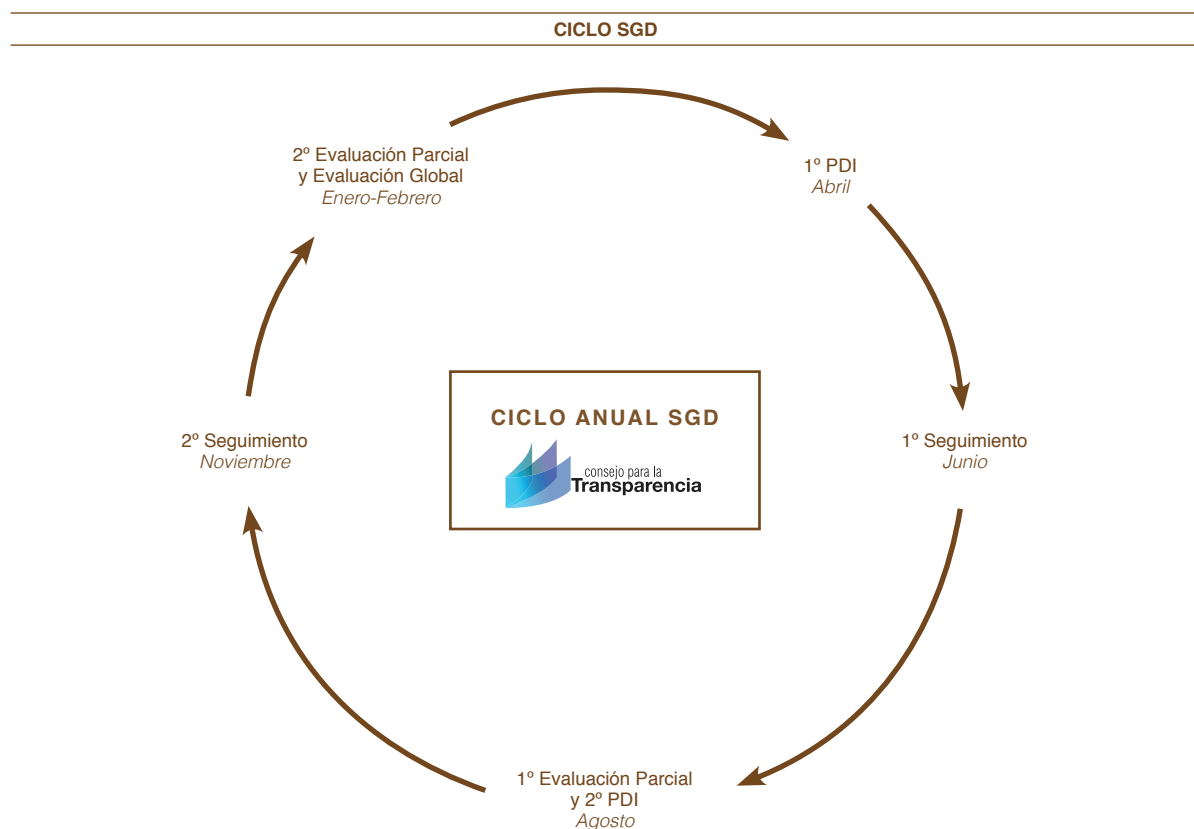 CICLO SGD
2º Evaluación Parcial
y Evaluación Global
Enero-Febrero
1º PDI
Abril
CICLO ANUAL SGD
consejo para la
Transparencia
2º Seguimiento
Noviembre
1º Seguimiento
Junio
1º Evaluación Parcial
y 2º PDI
Agosto